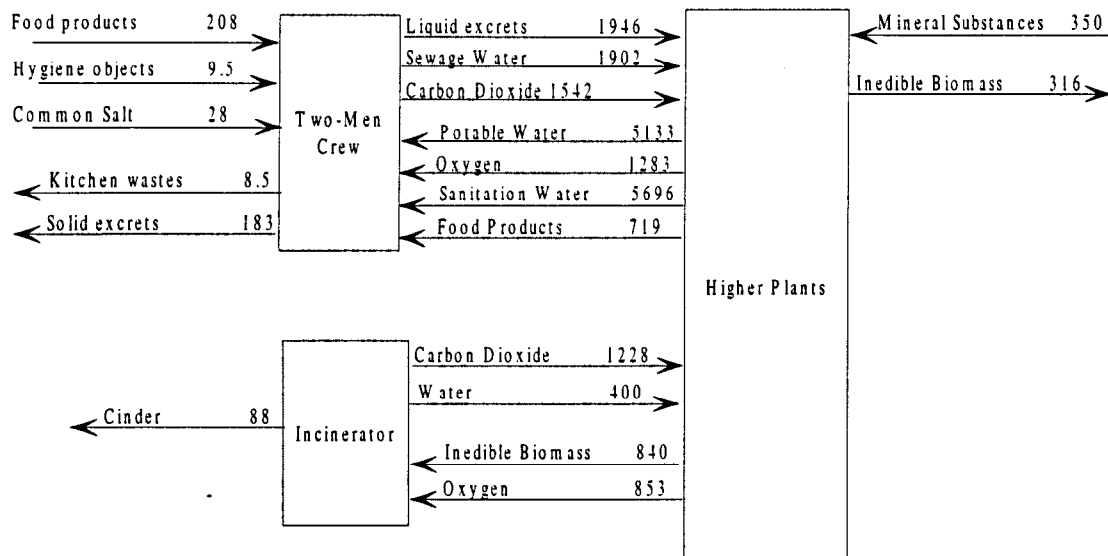 Food products 208
Hygiene objects 9.5
Common Salt 28
Kitchen wastes 8.5
Solid excrets 183
Two-Men
Crew
Liquid excrets 1946
Sewage Water 1902
Carbon Dioxide 1542
Potable Water 5133
Oxygen 1283
Sanitation Water 5696
Food Products 719
Higher Plants
Mineral Substances 350
Inedible Biomass 316
Cinder 88
Incinerator
Carbon Dioxide 1228
Water 400
Inedible Biomass 840
Oxygen 853